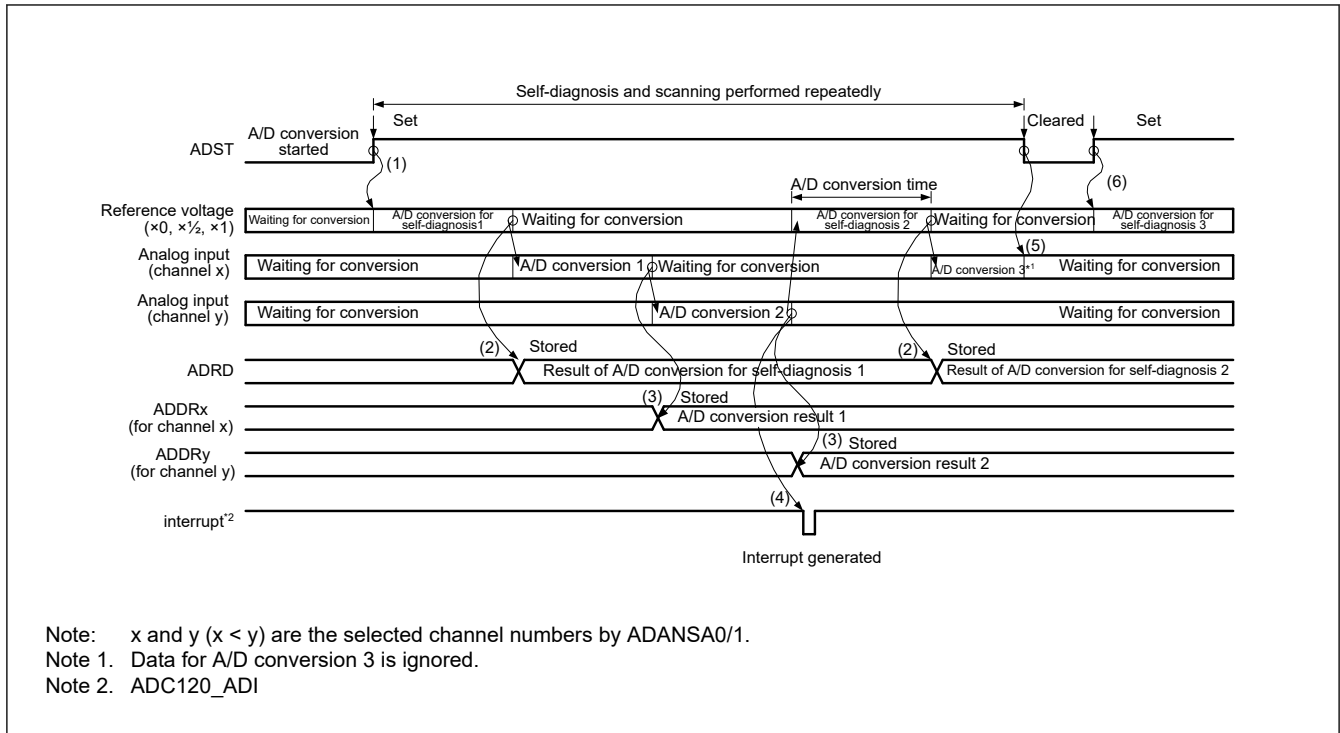 Self-diagnosis and scanning performed repeatedly
A/D conversion
started
Set
Cleared
Set
ADST
(1)
(6)
A/D conversion time
Reference voltage
(×0, ×½, ×1)
Waiting for conversion
A/D conversion for
self-diagnosis1
Waiting for conversion
A/D conversion for
self-diagnosis 2
Waiting for conversion
A/D conversion for
self-diagnosis 3
Analog input
(channel x)
Waiting for conversion
A/D conversion 1
Waiting for conversion
A/D conversion 3*1
(5)
Waiting for conversion
Analog input
(channel y)
Waiting for conversion
A/D conversion 2
Waiting for conversion
ADRD
(2)
Stored
Result of A/D conversion for self-diagnosis 1
(2)
Stored
Result of A/D conversion for self-diagnosis 2
ADDRx
(for channel x)
(3)
Stored
A/D conversion result 1
ADDRy
(for channel y)
(3)
Stored
A/D conversion result 2
interrupt*2
(4)
Interrupt generated
Note: x and y (x < y) are the selected channel numbers by ADANSA0/1.
Note 1. Data for A/D conversion 3 is ignored.
Note 2. ADC120_ADI